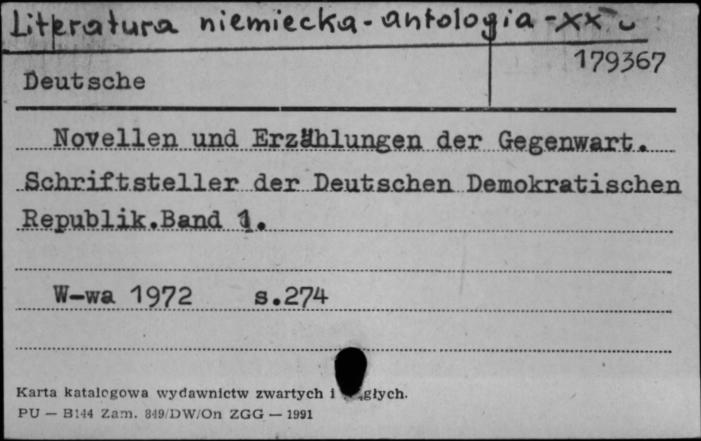 Literatura niemiecka-antologia-XX w
179367
Deutsche
Novellen und Erzählungen der Gegenwart.
Schriftsteller der Deutschen Demokratischen
Republik.Band 1.
W-wa 1972 s.274
Karta katalogowa wydawnictw zwartych i
PU — B144 Zam. 849/DW/On ZGG — 1991